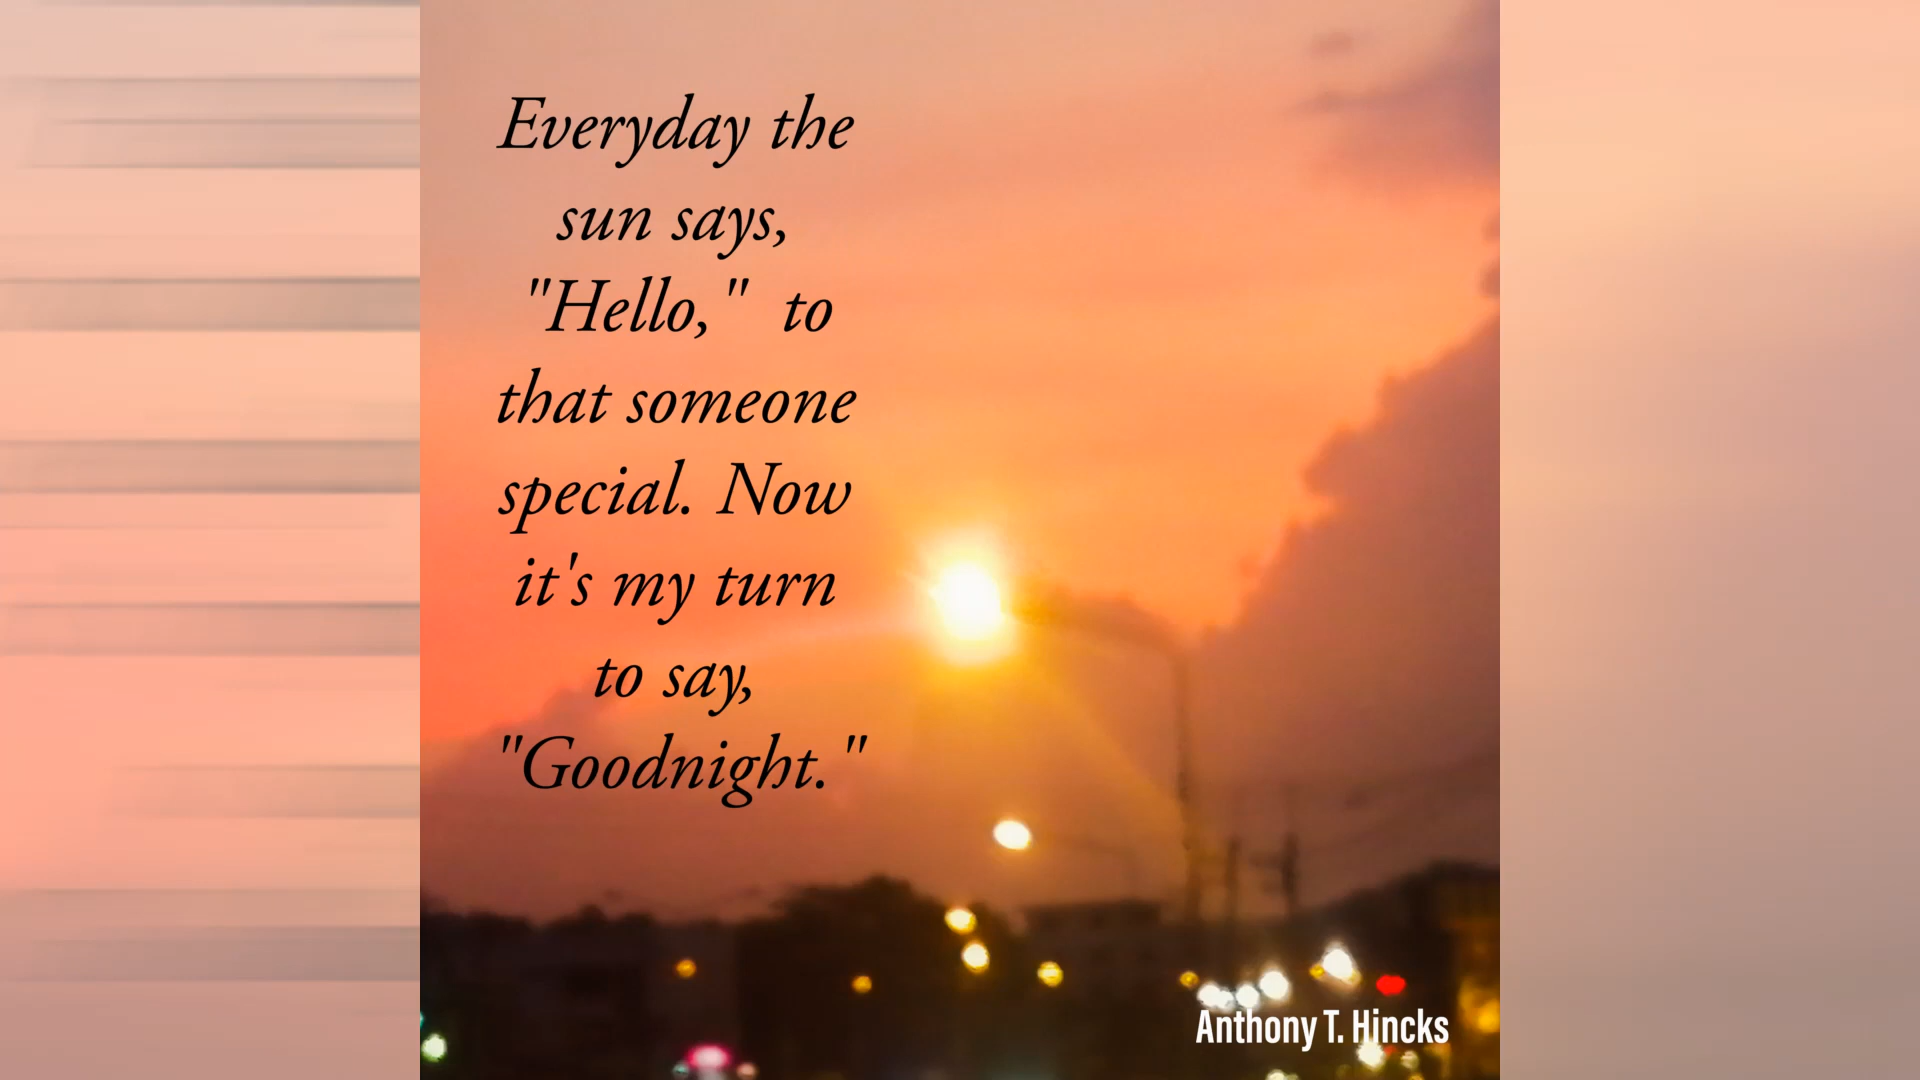 Everyday the
sun says,
"Hello,"  to
that someone
special. Now
it's my turn
to say,
"Goodnight."
Anthony T. Hincks